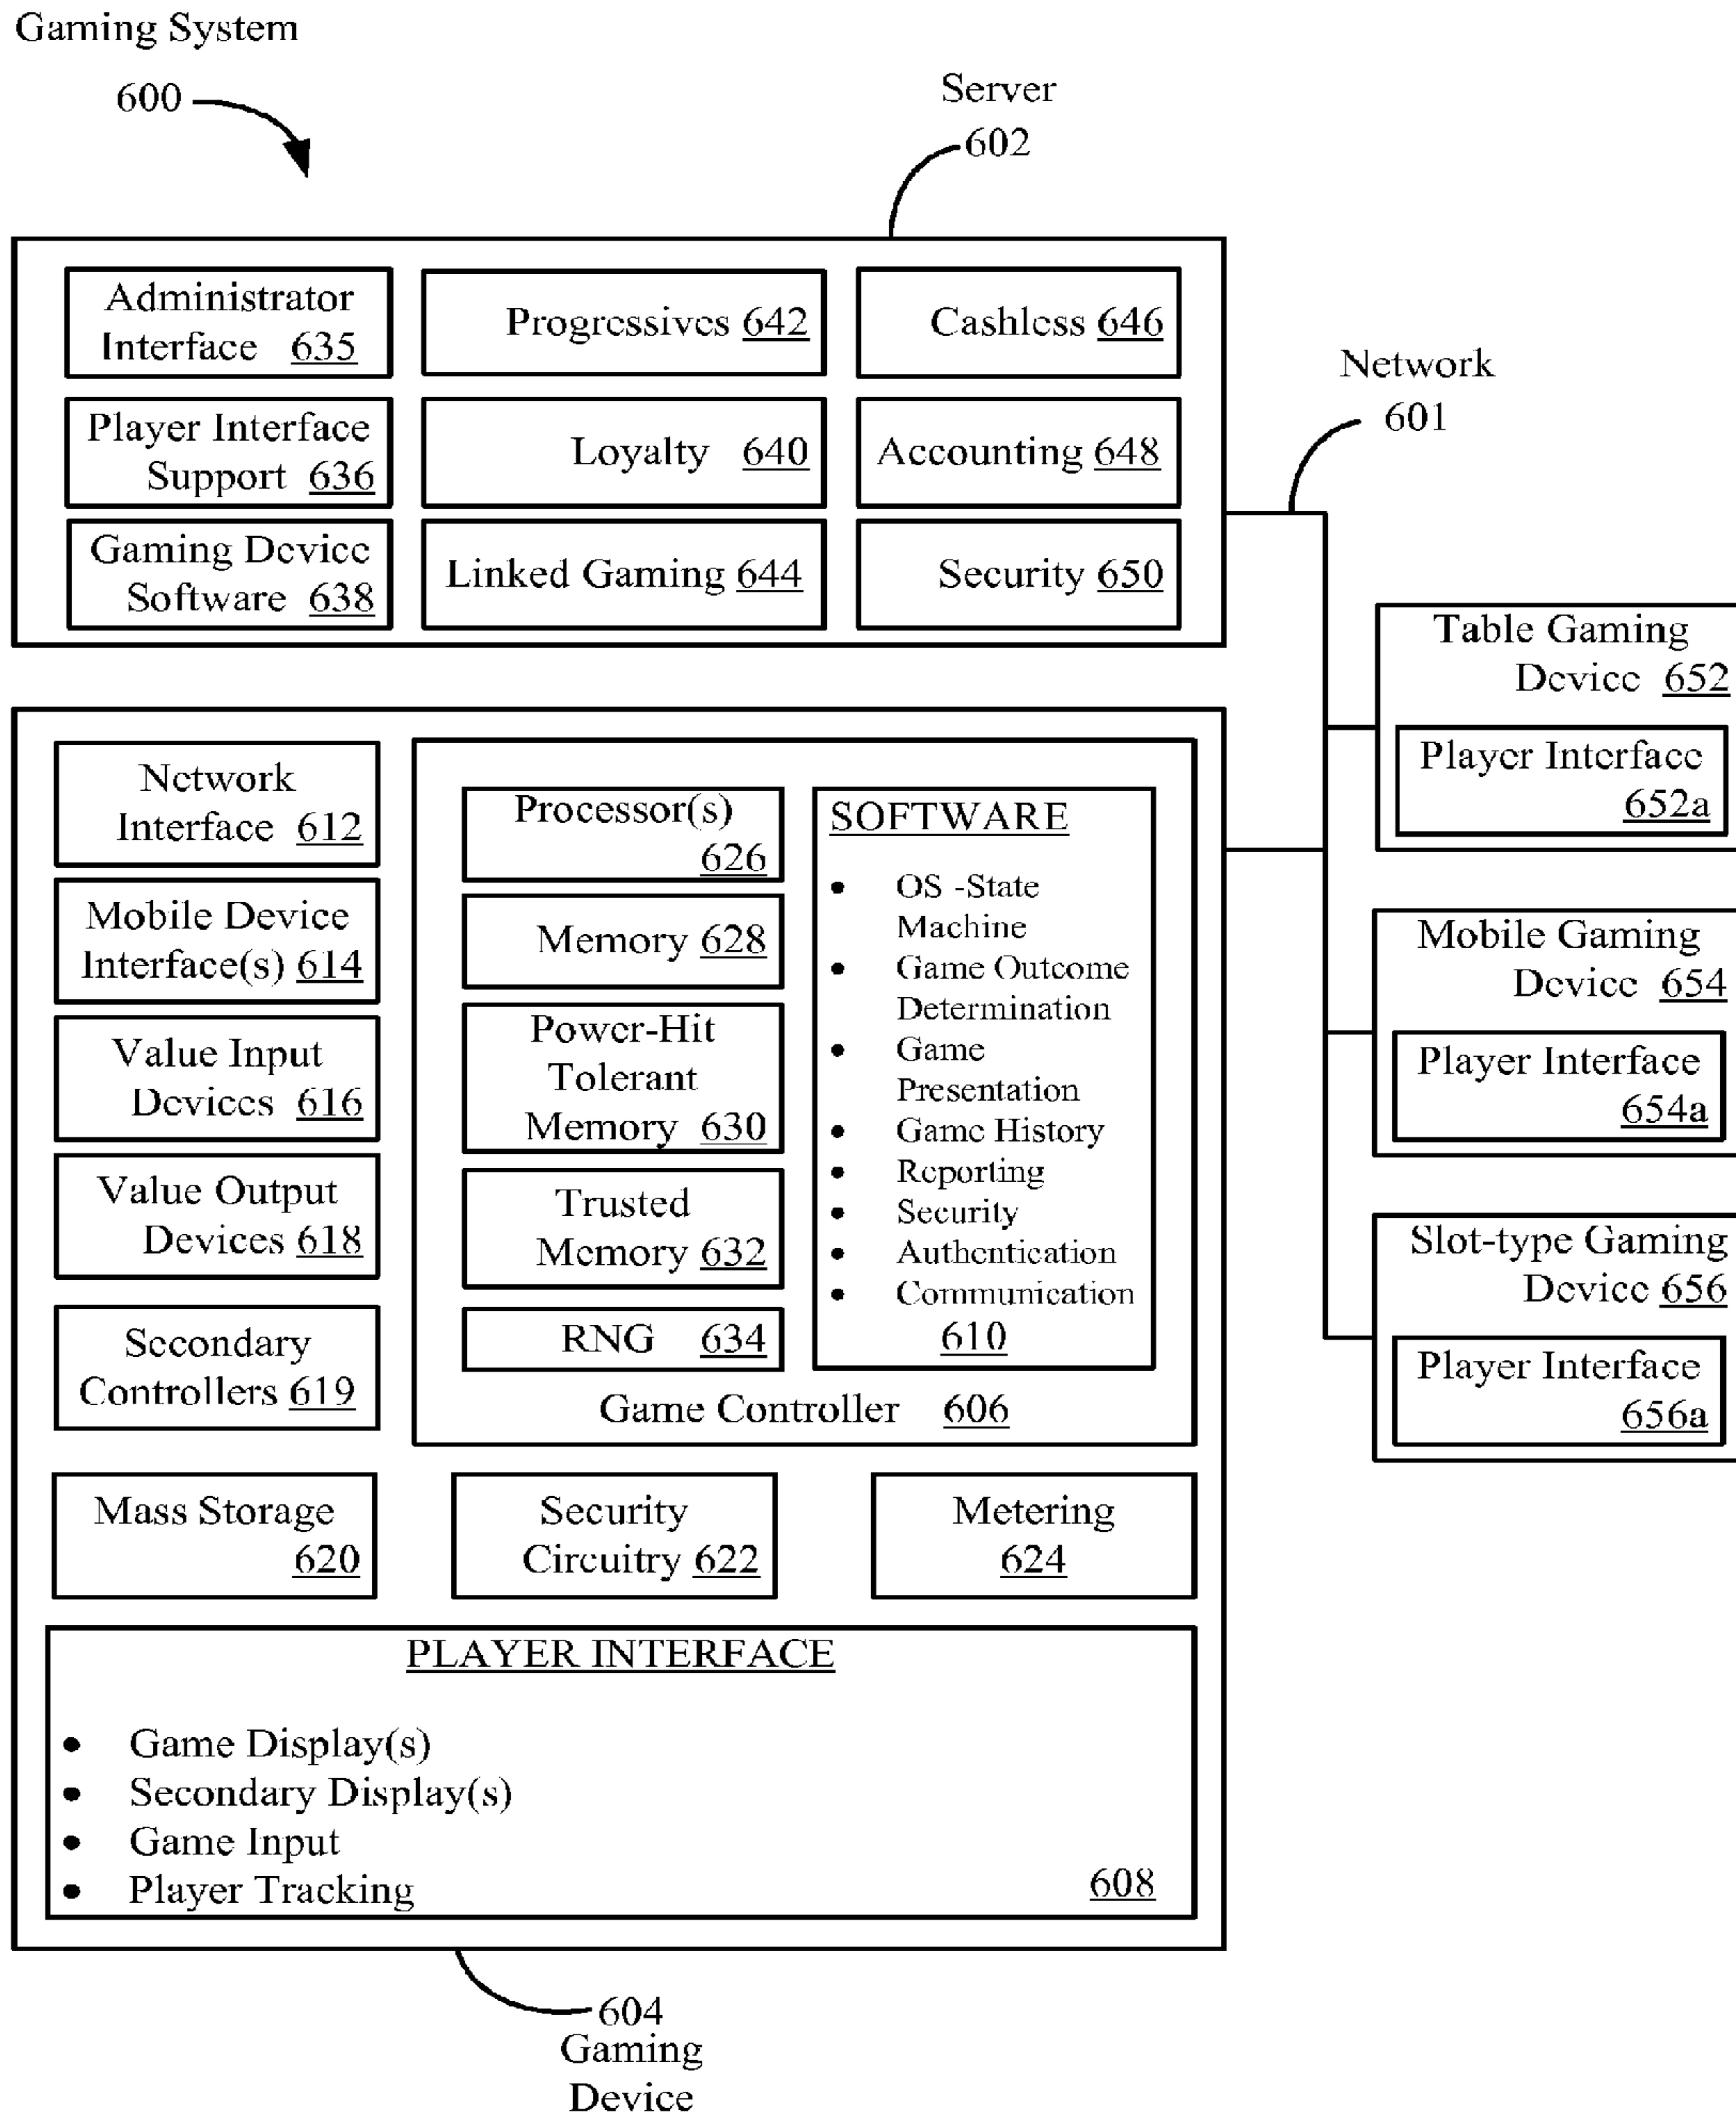 Gaming System
600
Server
602
Administrator
Interface 635
Progressives 642
Cashless 646
Player Interface
Support 636
Loyalty 640
Accounting 648
Gaming Device
Software 638
Linked Gaming 644
Security 650
Network
601
Table Gaming
Device 652
Player Interface
652a
Mobile Gaming
Device 654
Player Interface
654a
Slot-type Gaming
Device 656
Player Interface
656a
Network
Interface 612
Mobile Device
Interface(s) 614
Value Input
Devices 616
Value Output
Devices 618
Secondary
Controllers 619
Processor(s)
626
Memory 628
Power-Hit
Tolerant
Memory 630
Trusted
Memory 632
RNG 634
SOFTWARE
• OS -State
Machine
• Game Outcome
Determination
• Game
Presentation
• Game History
• Reporting
• Security
• Authentication
• Communication
610
Game Controller 606
Mass Storage
620
Security
Circuitry 622
Metering
624
PLAYER INTERFACE
• Game Display(s)
• Secondary Display(s)
• Game Input
• Player Tracking
608
604
Gaming
Device